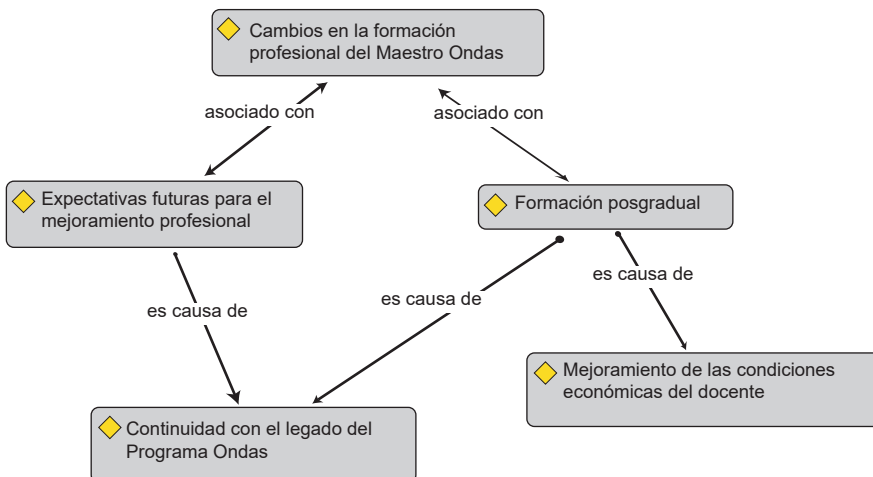 Cambios en la formación
profesional del Maestro Ondas
asociado con
asociado con
Expectativas futuras para el
mejoramiento profesional
Formación posgradual
es causa de
es causa de
es causa de
Mejoramiento de las condiciones
económicas del docente
Continuidad con el legado del
Programa Ondas